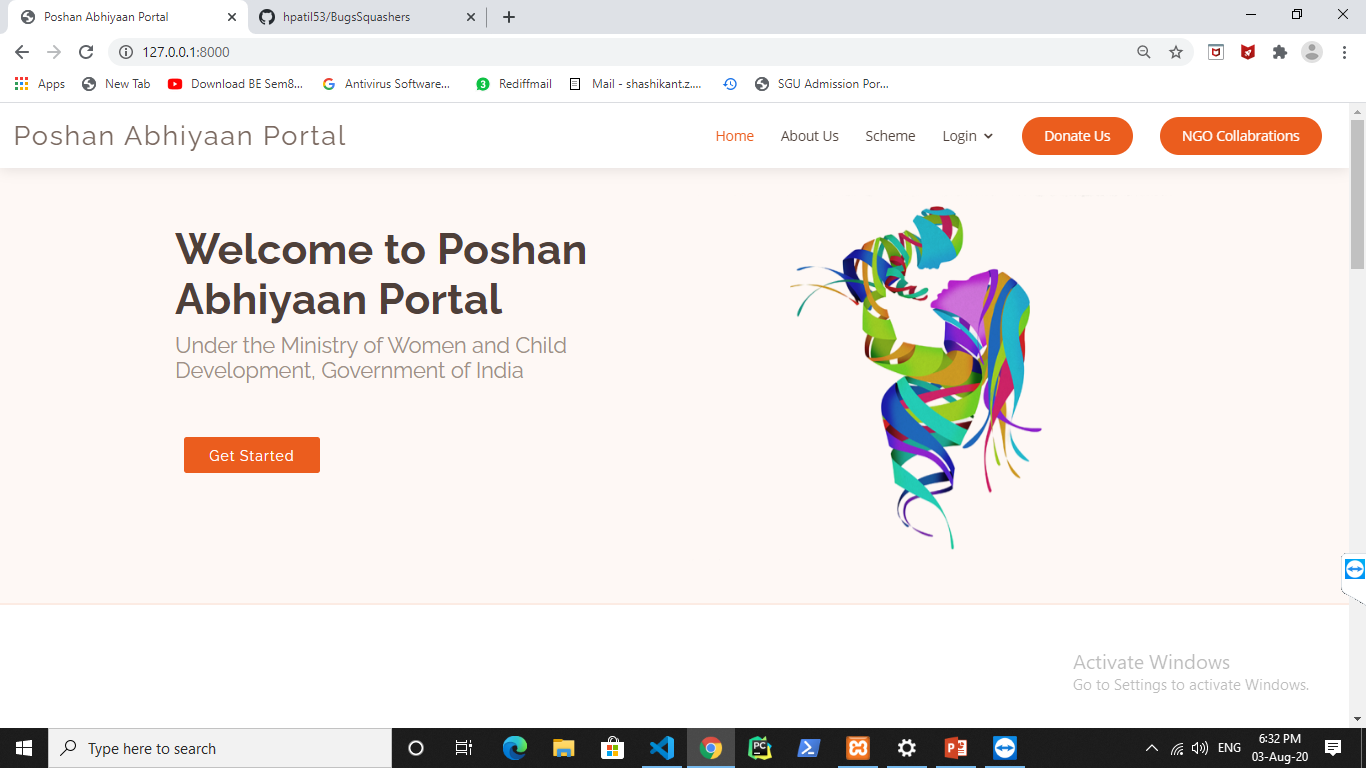 Poshan Abhiyaan Portal
hpatil53/BugsSquashers
127.0.0.1:8000
Apps
New Tab
Download BE Sem8...
Antivirus Software...
3
Rediffmail
Mail - shashikant.z....
SGU Admission Por...
Poshan Abhiyaan Portal
Home
About Us
Scheme
Login
Donate Us
NGO Collabrations
Welcome to Poshan
Abhiyaan Portal
Under the Ministry of Women and Child
Development, Government of India
Get Started
Activate Windows
Go to Settings to activate Windows.
Type here to search
PC
ENG
6:32 PM
03-Aug-20